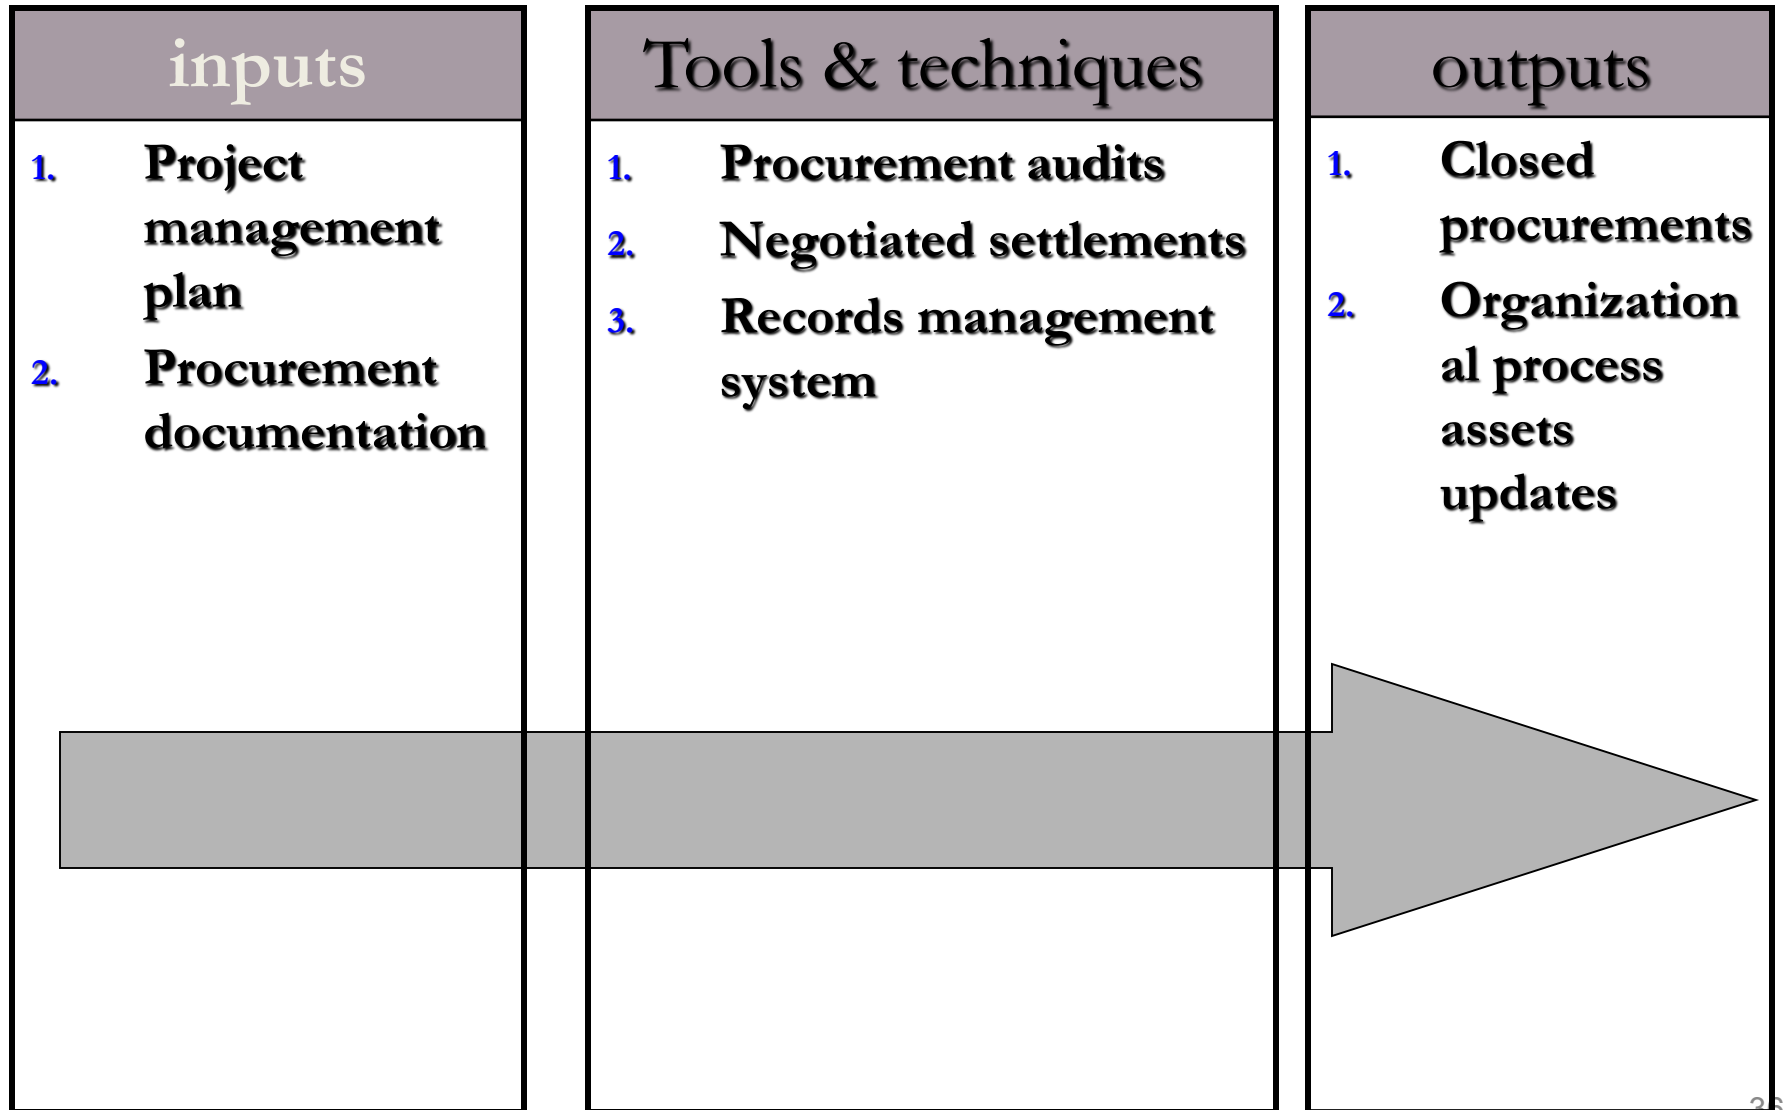 inputs
1. Project
management
plan
2. Procurement
documentation
Tools & techniques
1. Procurement audits
2. Negotiated settlements
3. Records management
system
outputs
1. Closed
procurements
2. Organization
al process
assets
updates